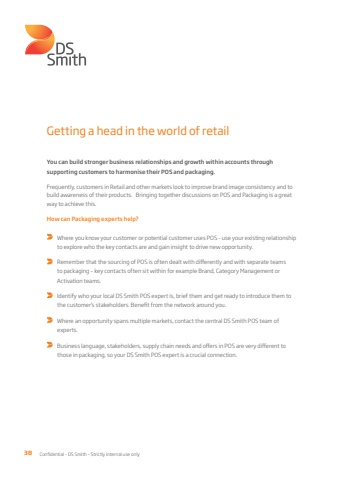 DS
Smith
Getting a head in the world of retail
You can build stronger business relationships and growth within accounts through
supporting customers to harmonise their POS and packaging.
Frequently, customers in Retail and other markets look to improve brand image consistency and to
build awareness of their products. Bringing together discussions on POS and Packaging is a great
way to achieve this.
How can Packaging experts help?
Where you know your customer or potential customer uses POS - use your existing relationship
to explore who the key contacts are and gain insight to drive new opportunity.
Remember that the sourcing of POS is often dealt with differently and with separate teams
to packaging - key contacts often sit within for example Brand, Category Management or
Activation teams.
Identify who your local DS Smith POS expert is, brief them and get ready to introduce them to
the customer's stakeholders. Benefit from the network around you.
Where an opportunity spans multiple markets, contact the central DS Smith POS team of
experts.
Business language, stakeholders, supply chain needs and offers in POS are very different to
those in packaging, so your DS Smith POS expert is a crucial connection.
38 Confidential – DS Smith – Strictly internal use only.